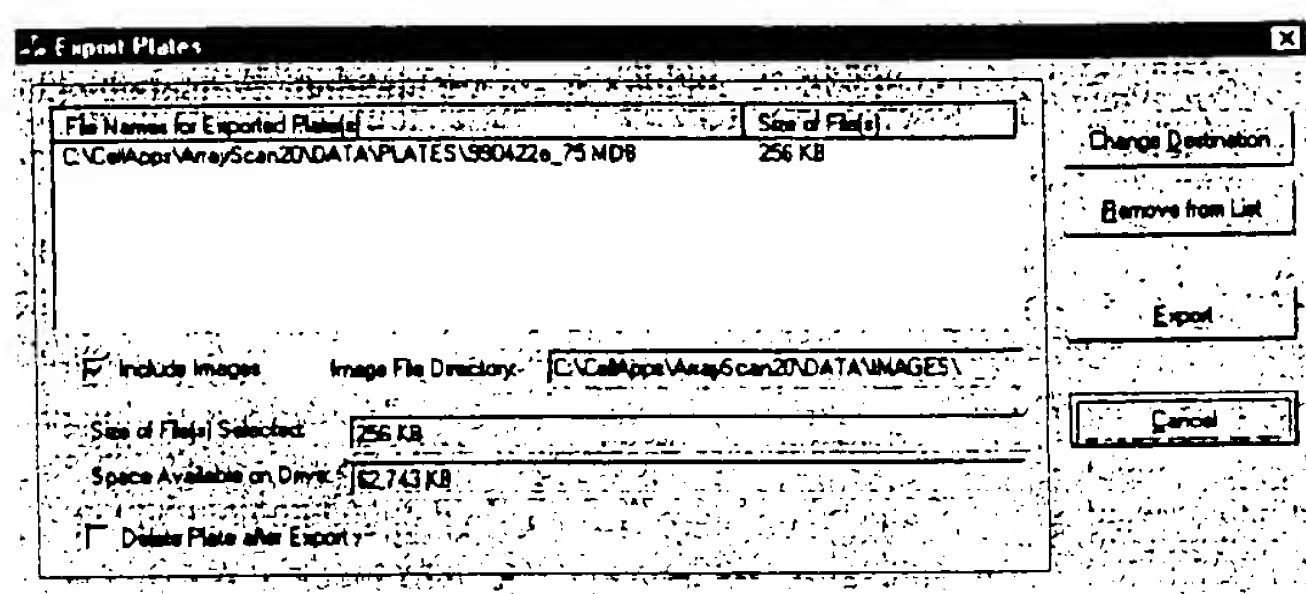 Export Plates
File Names for Exported Plate(s) Size of File(s)
C:\CellApps\ArrayScan20\DATA\PLATES\980422e_75.MDB 256 KB
Change Destination
Remove from List
Export
Include Images Image File Directory: C:\CellApps\ArrayScan20\DATA\IMAGES\
Size of File(s) Selected: 256 KB
Cancel
Space Available on Drive: 62,743 KB
Delete Plate after Export